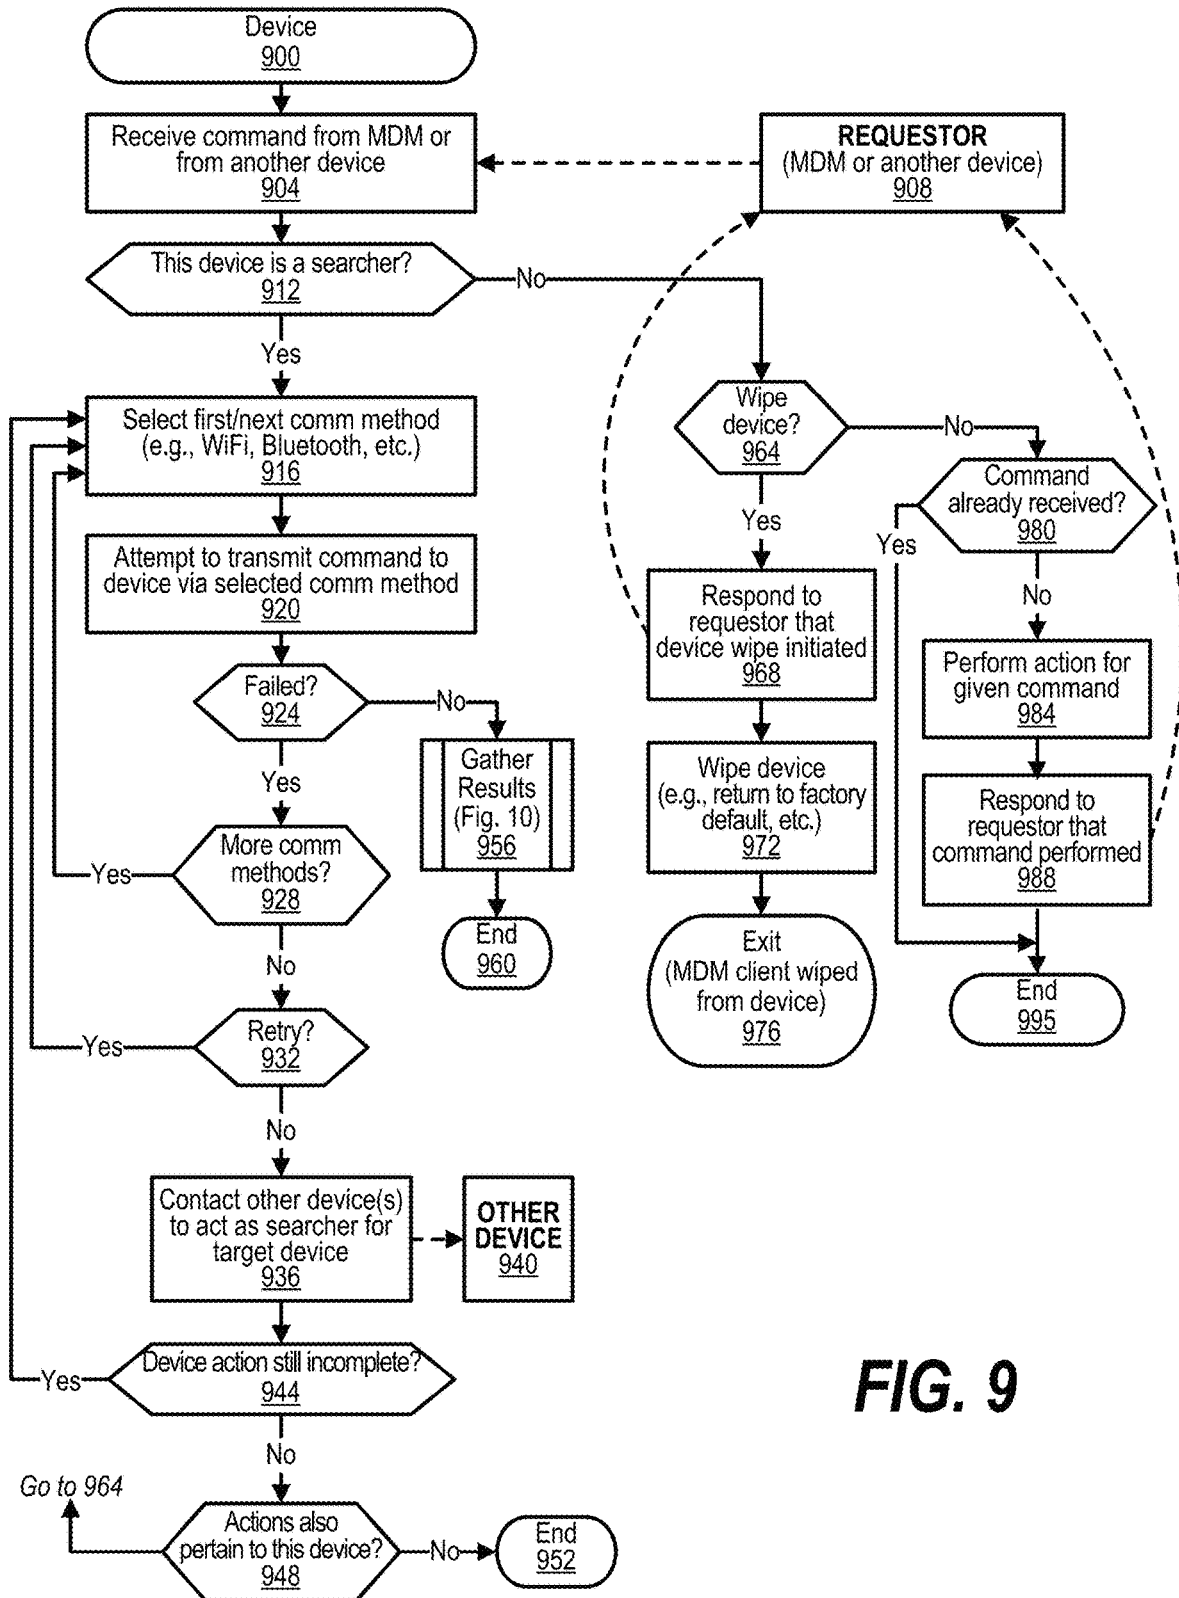 Device
900
Receive command from MDM or
from another device
904
REQUESTOR
(MDM or another device)
908
This device is a searcher?
912
No
Yes
Select first/next comm method
(e.g., WiFi, Bluetooth, etc.)
916
Attempt to transmit command to
device via selected comm method
920
Failed?
924
No
Yes
Gather
Results
(Fig. 10)
956
End
960
More comm
methods?
928
Yes
No
Retry?
932
Yes
No
Contact other device(s)
to act as searcher for
target device
936
OTHER
DEVICE
940
Device action still incomplete?
944
Yes
No
Go to 964
Actions also
pertain to this device?
948
No
End
952
Wipe
device?
964
No
Yes
Respond to
requestor that
device wipe initiated
968
Wipe device
(e.g., return to factory
default, etc.)
972
Exit
(MDM client wiped
from device)
976
Command
already received?
980
Yes
No
Perform action for
given command
984
Respond to
requestor that
command performed
988
End
995
FIG. 9